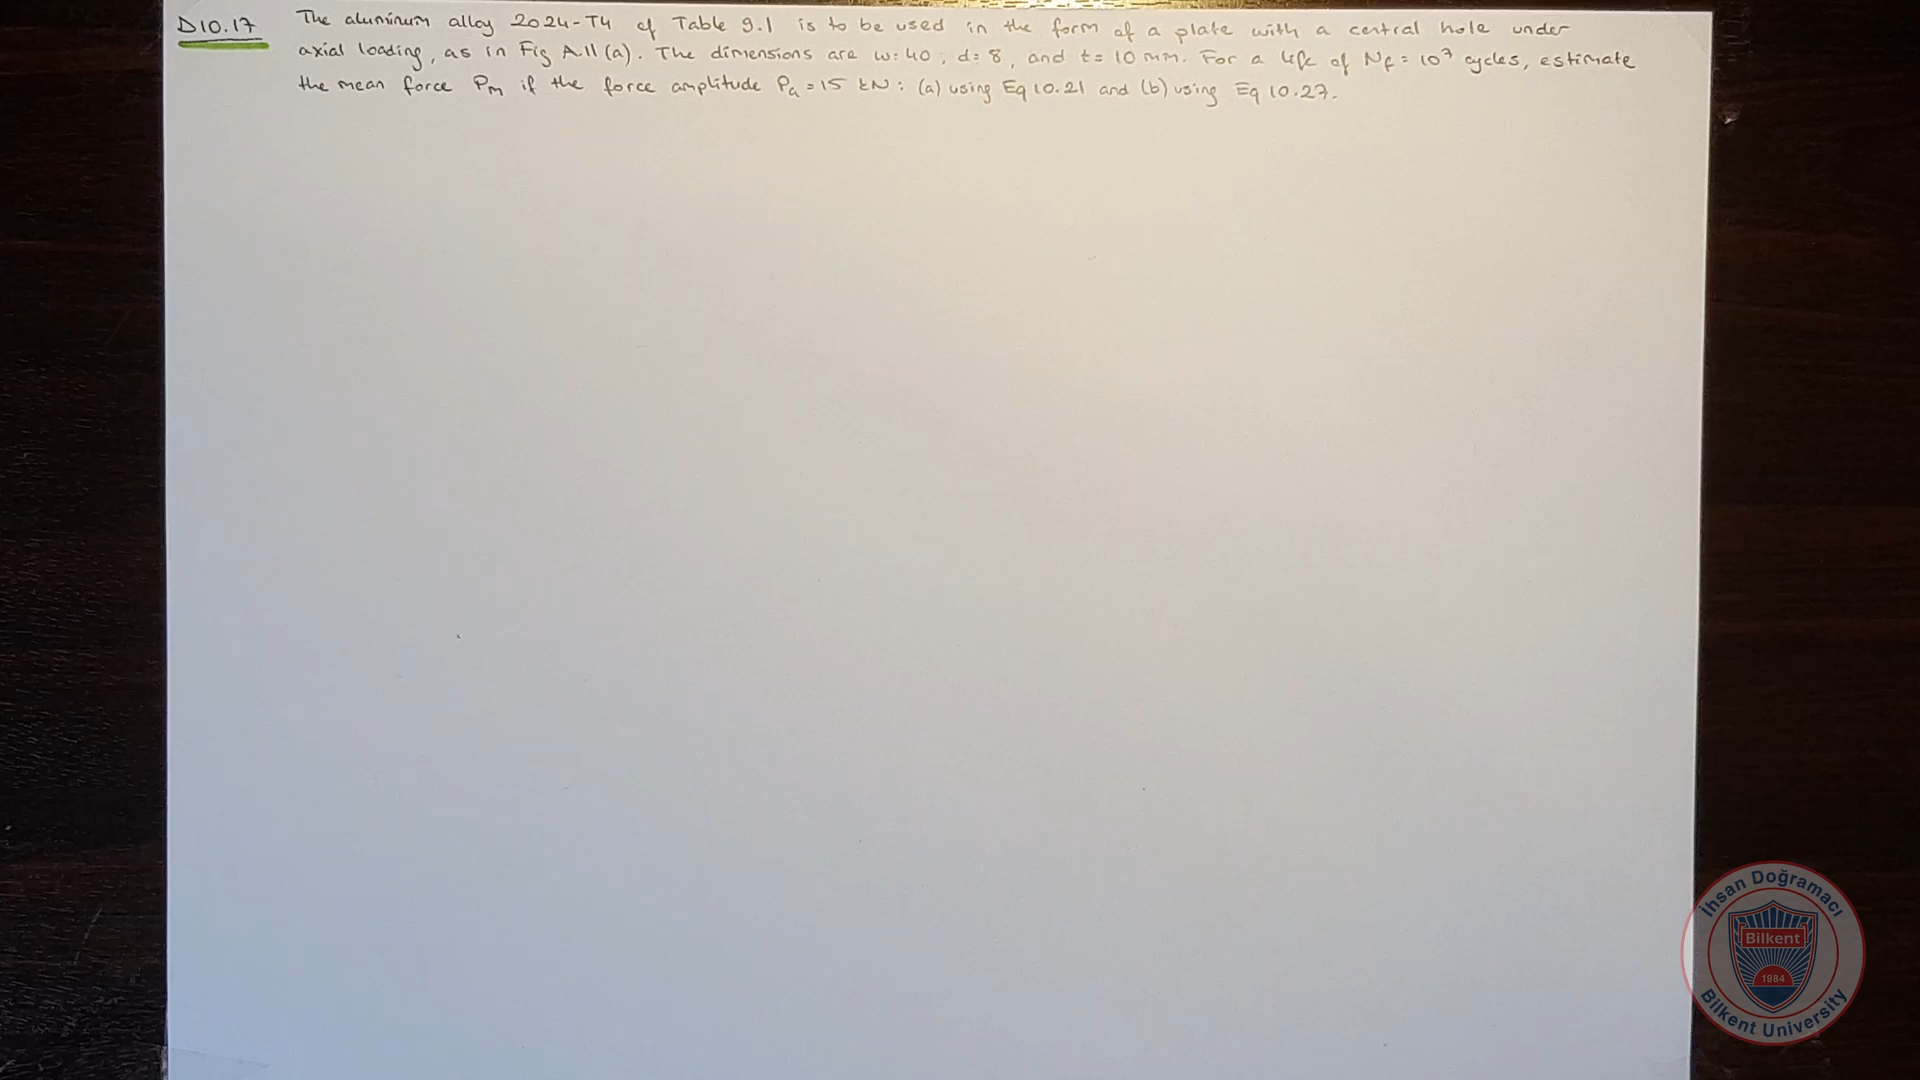 D10.17 The aluminum alloy 2024-T4 of Table 9.1 is to be used in the form of a plate with a central hole under
axial loading, as in Fig A.11(a). The dimensions are w=40, d=8, and t=10 mm. For a life of Nf=10⁷ cycles, estimate
the mean force Pm if the force amplitude Pa=15 kN: (a) using Eq 10.21 and (b) using Eq 10.27.
İhsan Doğramacı
Bilkent
1984
Bilkent University